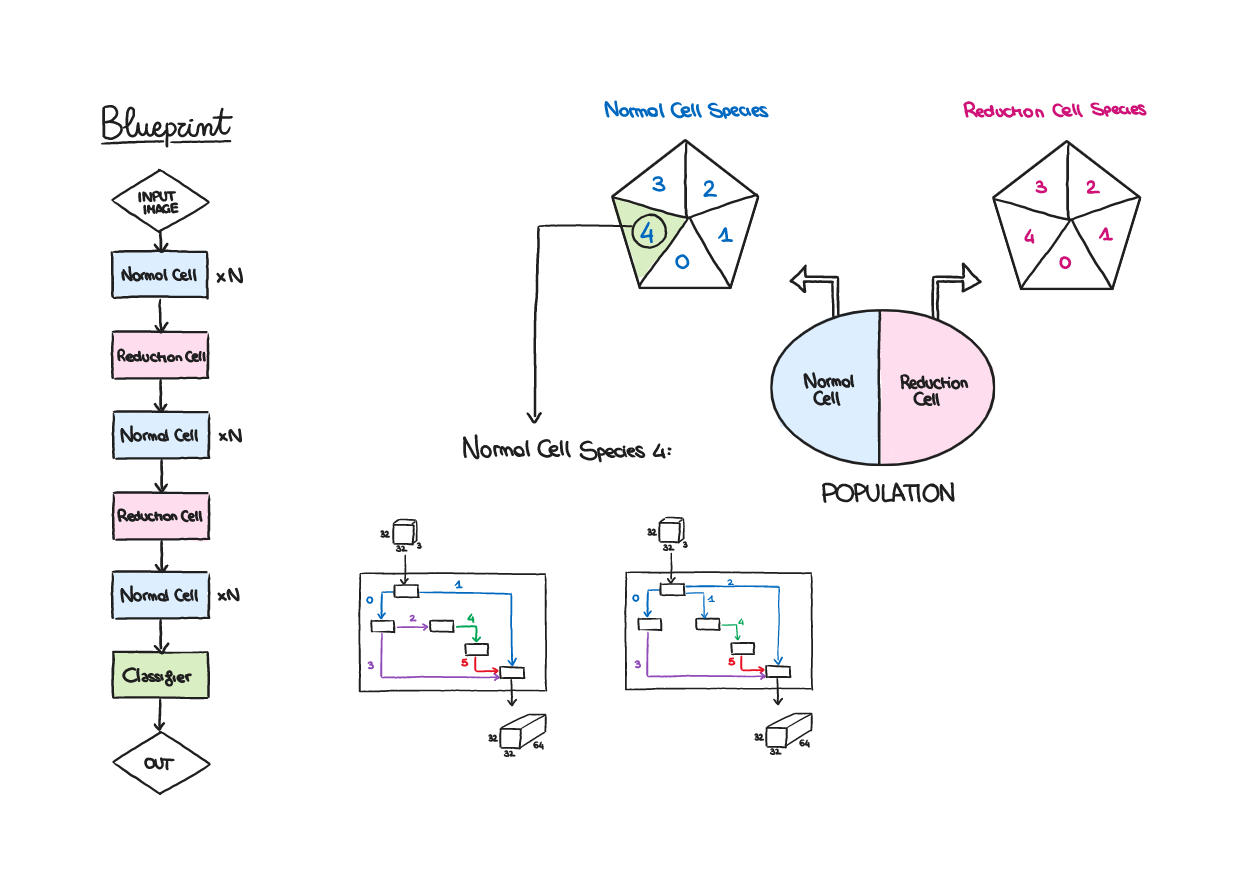 Blueprint
INPUT
IMAGE
Normal Cell
xN
Reduction Cell
Normal Cell
xN
Reduction Cell
Normal Cell
xN
Classifier
OUT
Normal Cell Species
3
2
4
1
0
Reduction Cell Species
3
2
4
1
0
Normal
Cell
Reduction
Cell
POPULATION
Normal Cell Species 4:
32
32
3
0
1
2
4
3
5
32
32
64
32
32
3
0
1
2
4
3
5
32
32
64